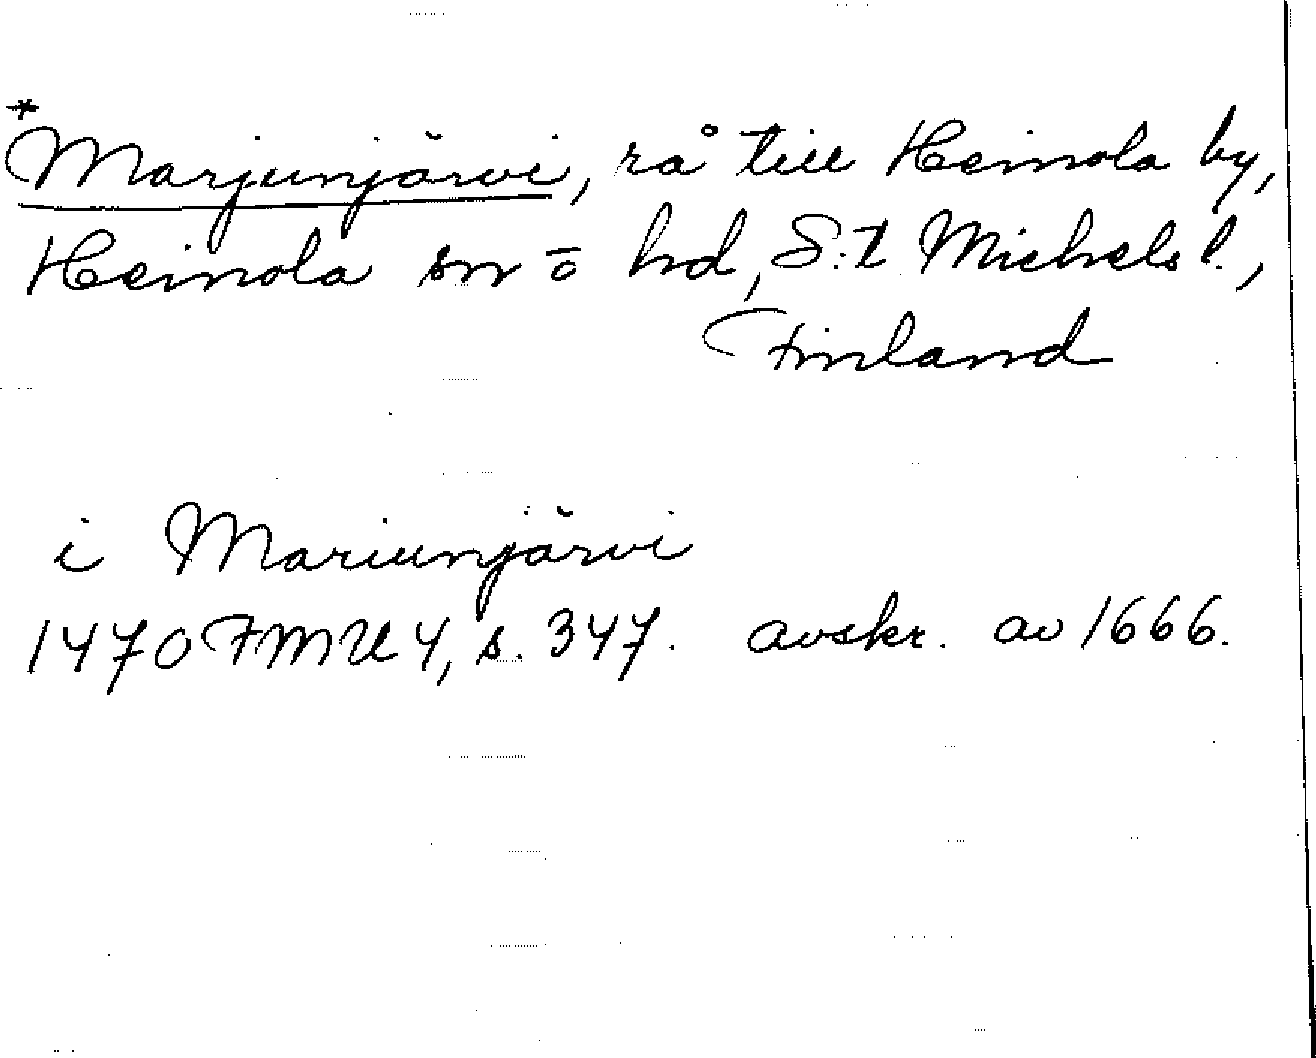 *
Marjunjärvi, rå till Heinola by,
Heinola sn ō hd, S:t Michels l.,
Finland
i Mariunjärvi
1470 FMU 4, s. 347. avskr. av 1666.